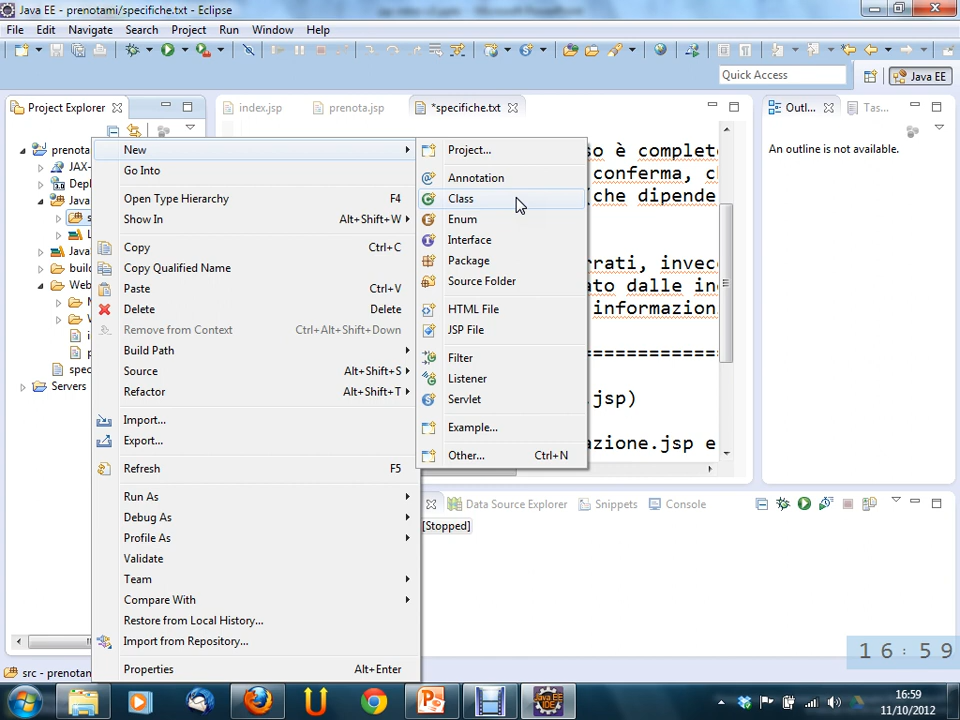 Java EE - prenotami/specifiche.txt - Eclipse
File Edit Navigate Search Project Run Window Help
Quick Access
Java EE
Project Explorer
index.jsp
prenota.jsp
*specifiche.txt
Outl...
Tas...
An outline is not available.
prenota
JAX-
Depl
Java
s
L
Java
build
Web
M
i
p
spec
Servers
New
Go Into
Open Type Hierarchy F4
Show In Alt+Shift+W
Copy Ctrl+C
Copy Qualified Name
Paste Ctrl+V
Delete Delete
Remove from Context Ctrl+Alt+Shift+Down
Build Path
Source Alt+Shift+S
Refactor Alt+Shift+T
Import...
Export...
Refresh F5
Run As
Debug As
Profile As
Validate
Team
Compare With
Restore from Local History...
Import from Repository...
Properties Alt+Enter
Project...
Annotation
Class
Enum
Interface
Package
Source Folder
HTML File
JSP File
Filter
Listener
Servlet
Example...
Other... Ctrl+N
so è complet
conferma, c
che dipende
rrati, invec
ato dalle in
informazion
============
.jsp)
azione.jsp e
Data Source Explorer
Snippets
Console
[Stopped]
src - prenotam
16:59
16:59
11/10/2012